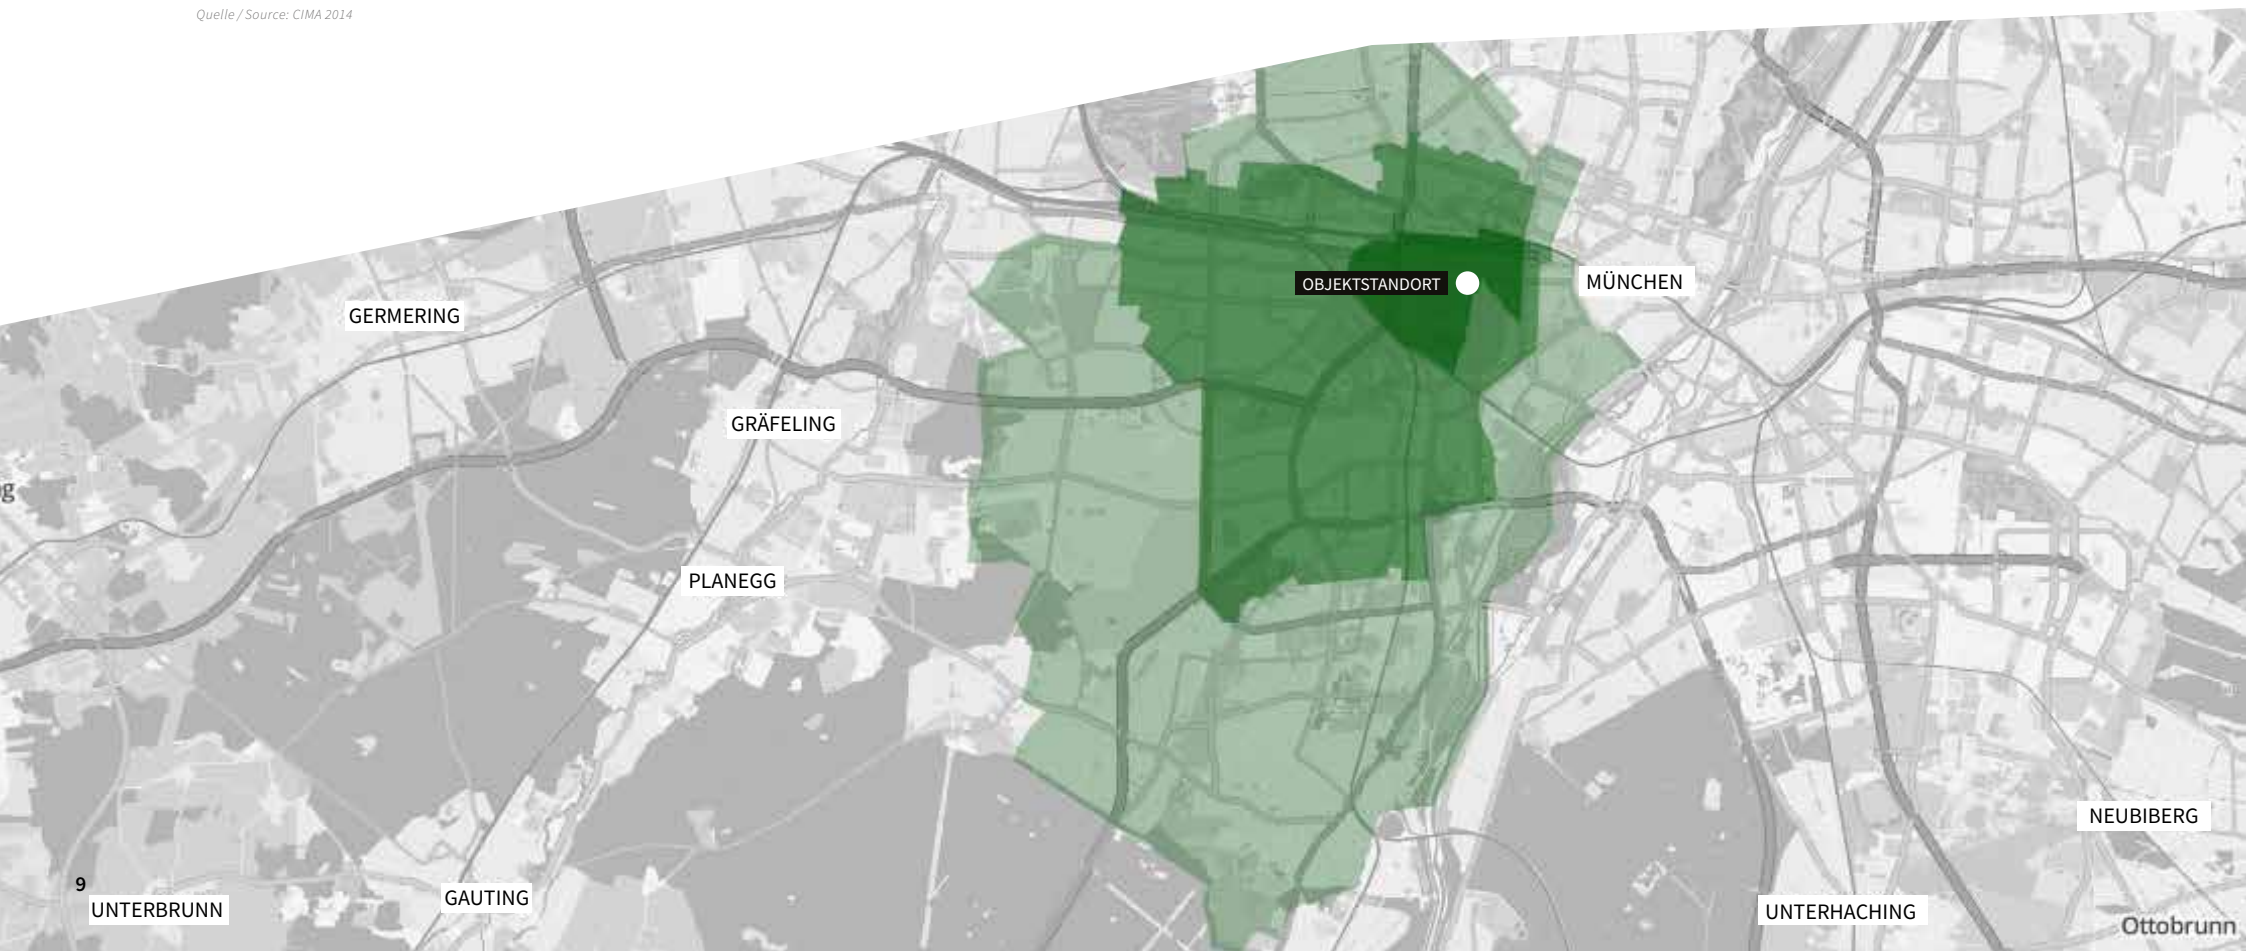 Quelle / Source: CIMA 2014
OBJEKTSTANDORT
MÜNCHEN
GERMERING
GRÄFELING
g
PLANEGG
NEUBIBERG
9
UNTERBRUNN
GAUTING
UNTERHACHING
Ottobrunn